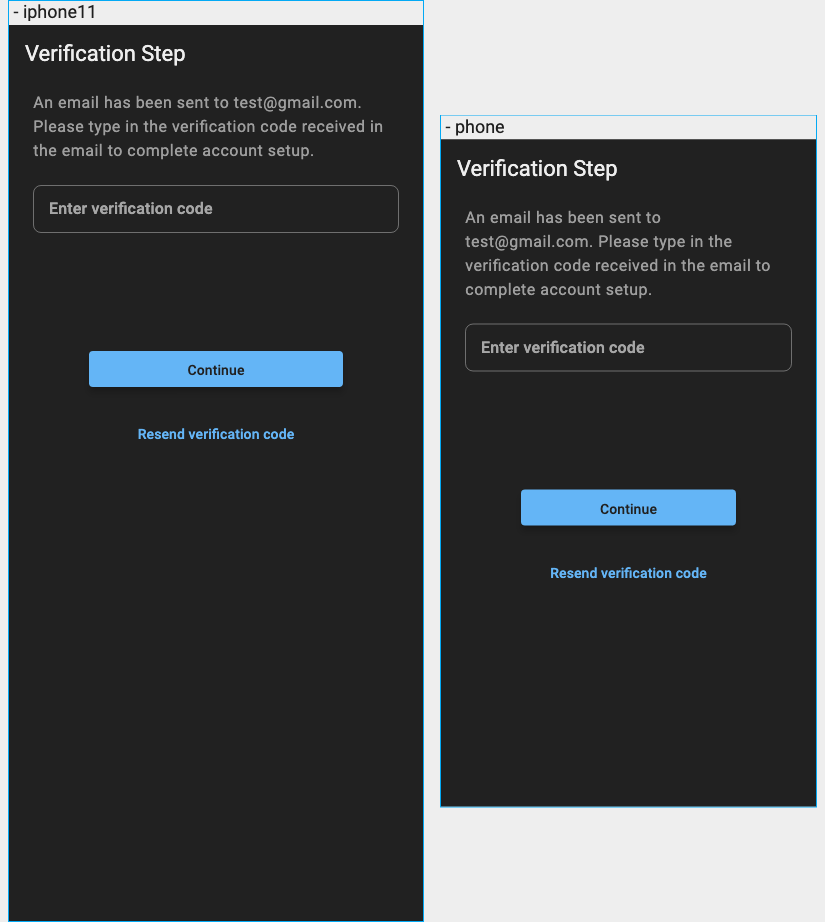 - iphone11
Verification Step
An email has been sent to test@gmail.com.
Please type in the verification code received in
the email to complete account setup.
Enter verification code
Continue
Resend verification code
- phone
Verification Step
An email has been sent to
test@gmail.com. Please type in the
verification code received in the email to
complete account setup.
Enter verification code
Continue
Resend verification code